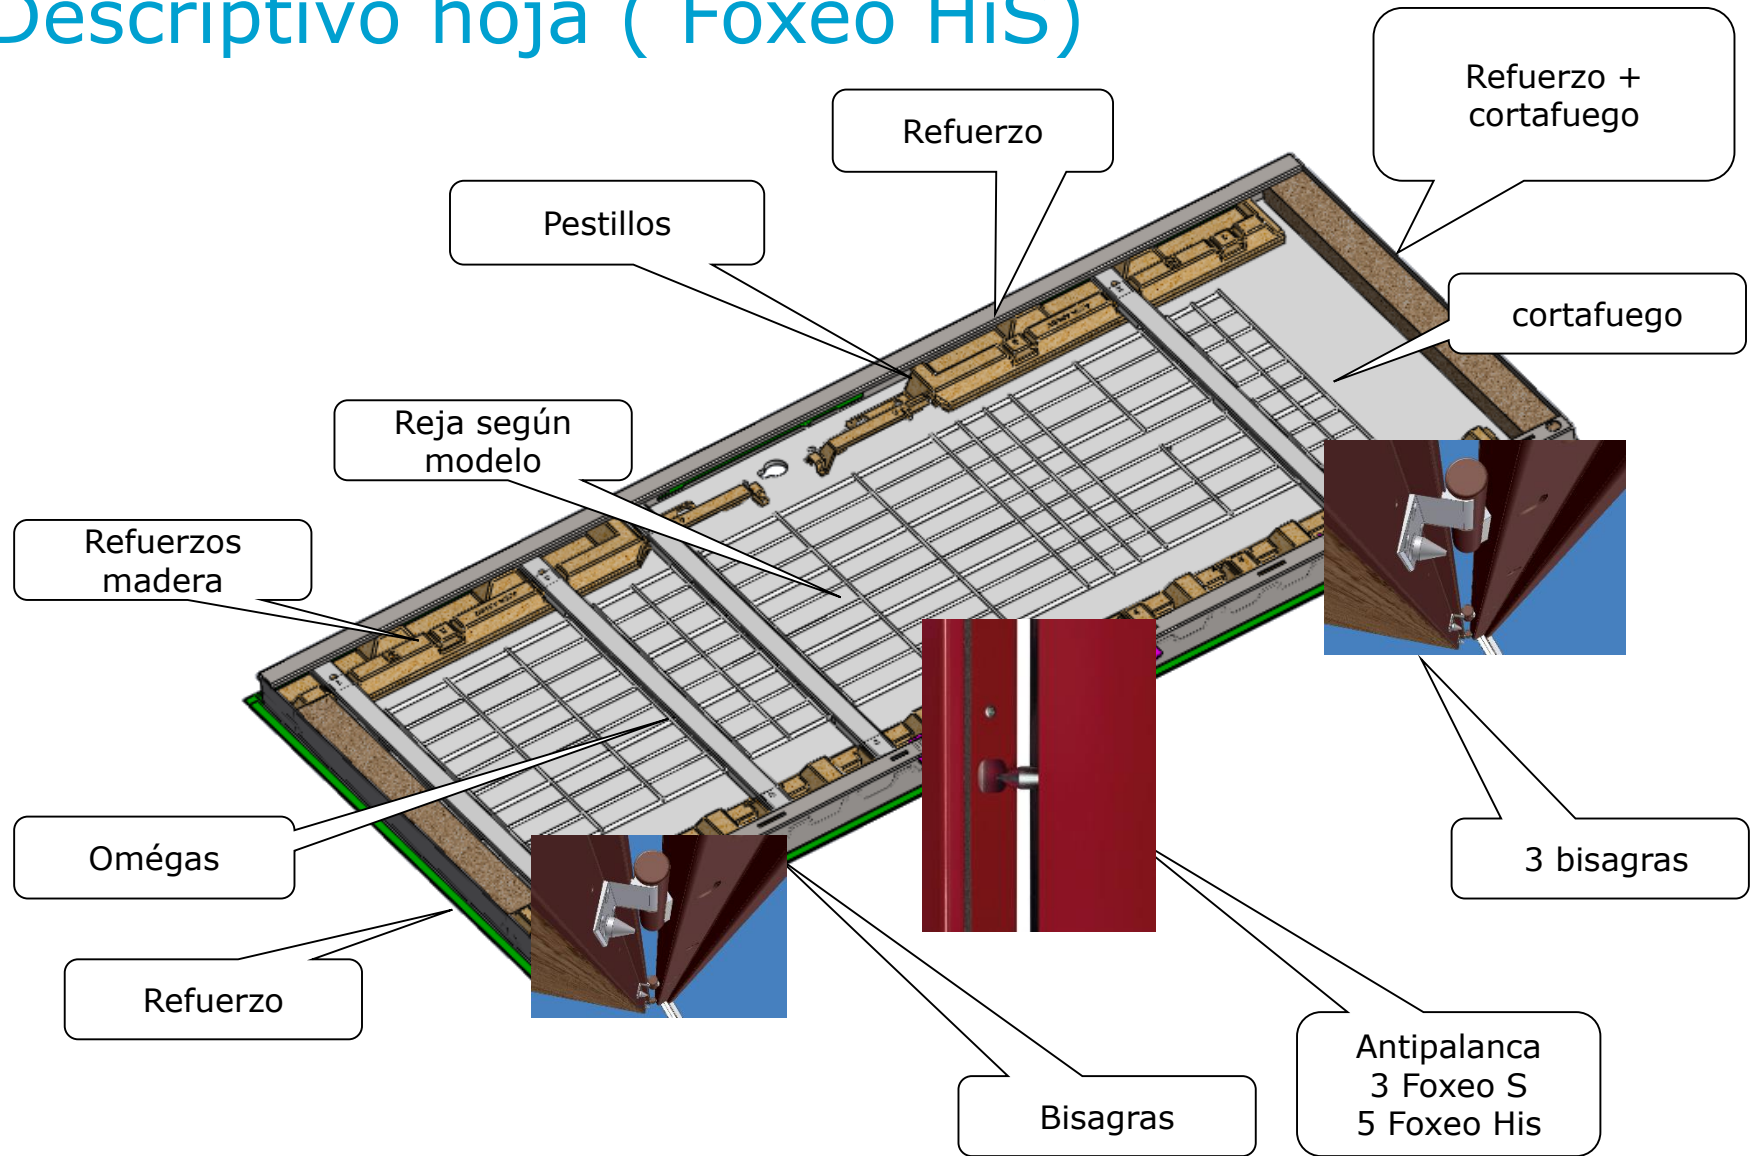 Descriptivo hoja ( Foxeo HiS)
Refuerzo +
cortafuego
Refuerzo
Pestillos
cortafuego
Reja según
modelo
Refuerzos
madera
Omégas
3 bisagras
Refuerzo
Antipalanca
3 Foxeo S
5 Foxeo His
Bisagras